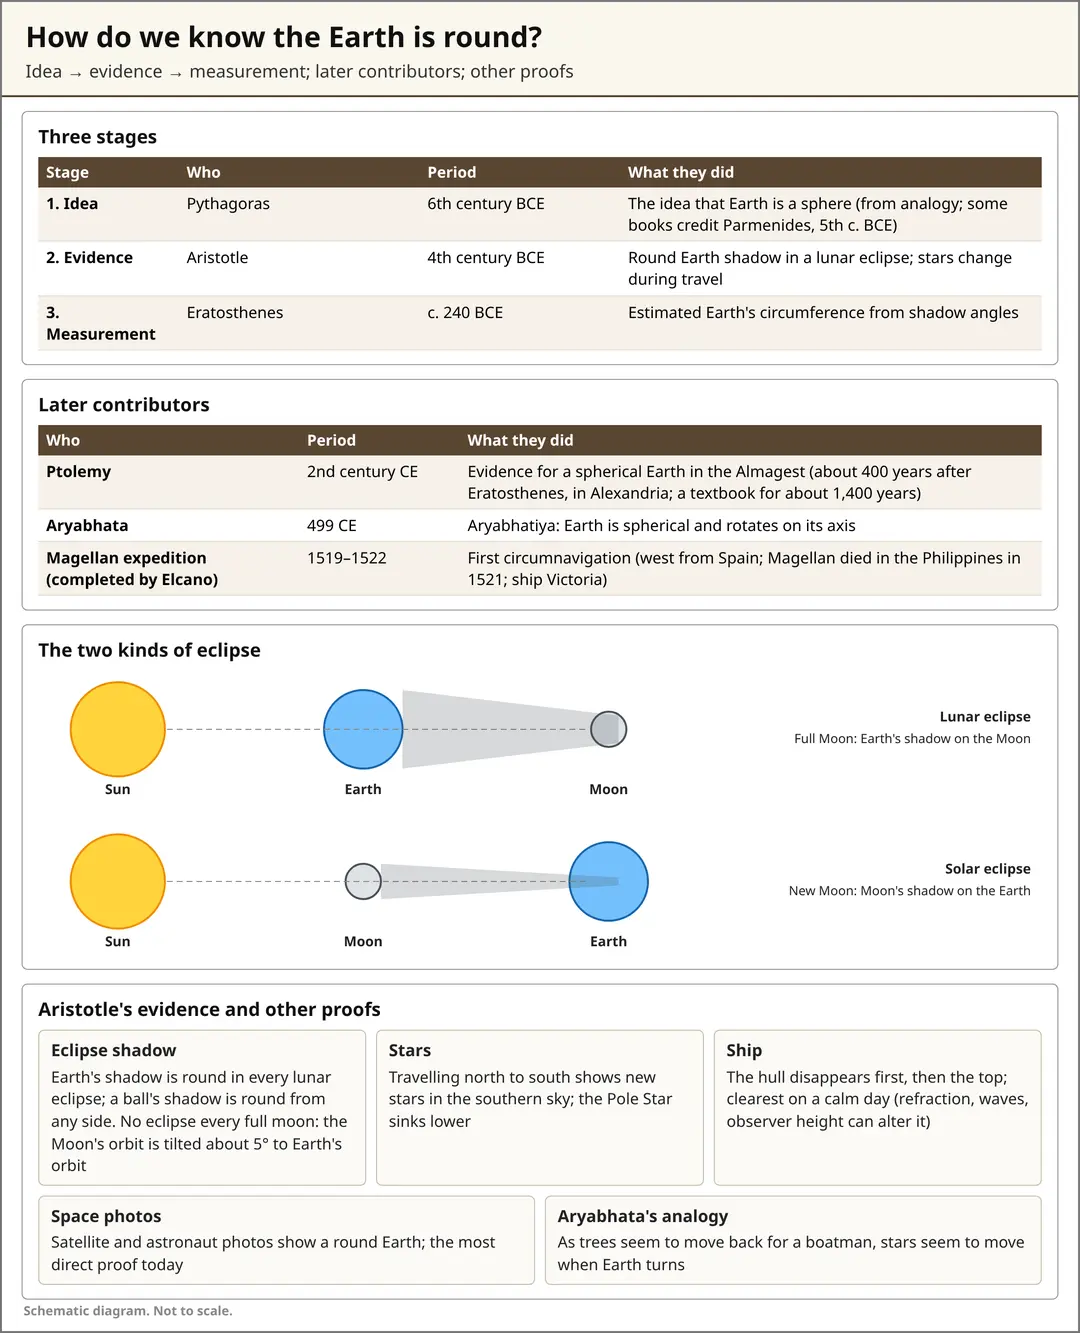 How do we know the Earth is round?
Idea → evidence → measurement; later contributors; other proofs
Three stages
Stage Who Period What they did
1. Idea Pythagoras 6th century BCE The idea that Earth is a sphere (from analogy; some
books credit Parmenides, 5th c. BCE)
2. Evidence Aristotle 4th century BCE Round Earth shadow in a lunar eclipse; stars change
during travel
3. Eratosthenes c. 240 BCE Estimated Earth's circumference from shadow angles
Measurement
Later contributors
Who Period What they did
Ptolemy 2nd century CE Evidence for a spherical Earth in the Almagest (about 400 years after
Eratosthenes, in Alexandria; a textbook for about 1,400 years)
Aryabhata 499 CE Aryabhatiya: Earth is spherical and rotates on its axis
Magellan expedition 1519–1522 First circumnavigation (west from Spain; Magellan died in the Philippines in
(completed by Elcano) 1521; ship Victoria)
The two kinds of eclipse
Lunar eclipse
Full Moon: Earth's shadow on the Moon
Sun Earth Moon
Solar eclipse
New Moon: Moon's shadow on the Earth
Sun Moon Earth
Aristotle's evidence and other proofs
Eclipse shadow
Earth's shadow is round in every lunar
eclipse; a ball's shadow is round from
any side. No eclipse every full moon: the
Moon's orbit is tilted about 5° to Earth's
orbit
Stars
Travelling north to south shows new
stars in the southern sky; the Pole Star
sinks lower
Ship
The hull disappears first, then the top;
clearest on a calm day (refraction, waves,
observer height can alter it)
Space photos
Satellite and astronaut photos show a round Earth; the most
direct proof today
Aryabhata's analogy
As trees seem to move back for a boatman, stars seem to move
when Earth turns
Schematic diagram. Not to scale.